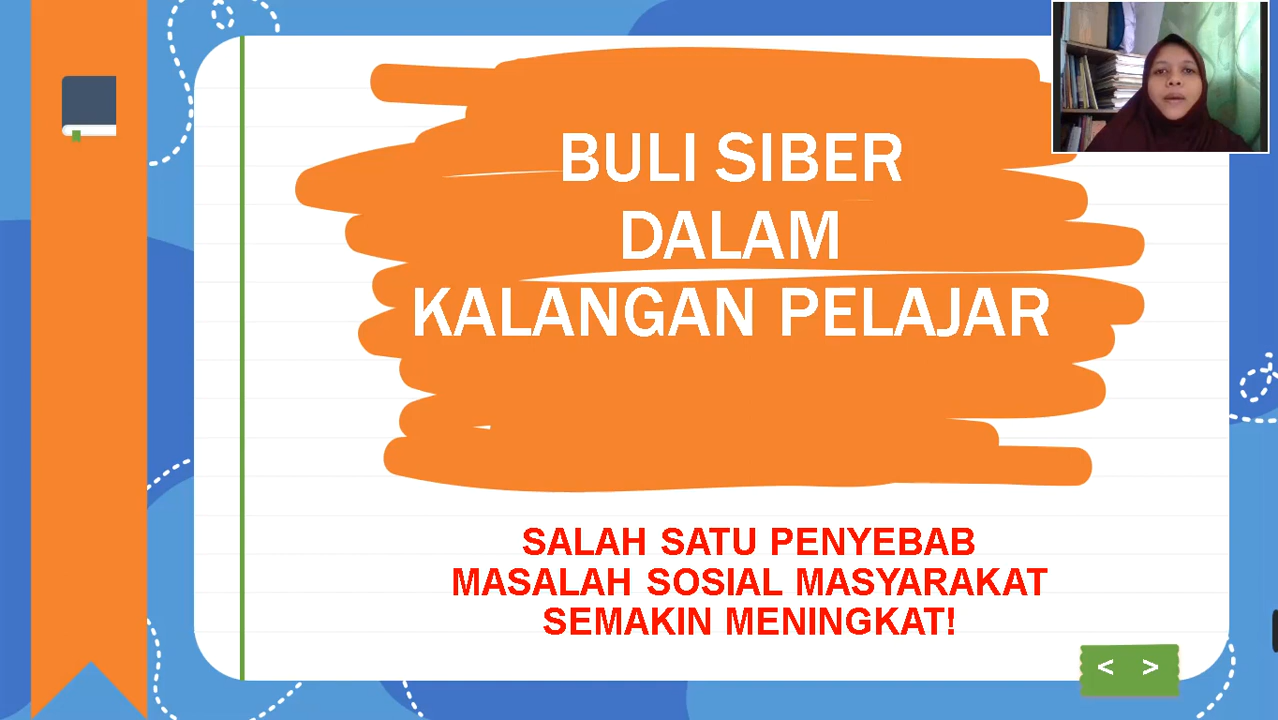 BULI SIBER
DALAM
KALANGAN PELAJAR
SALAH SATU PENYEBAB
MASALAH SOSIAL MASYARAKAT
SEMAKIN MENINGKAT!
< >